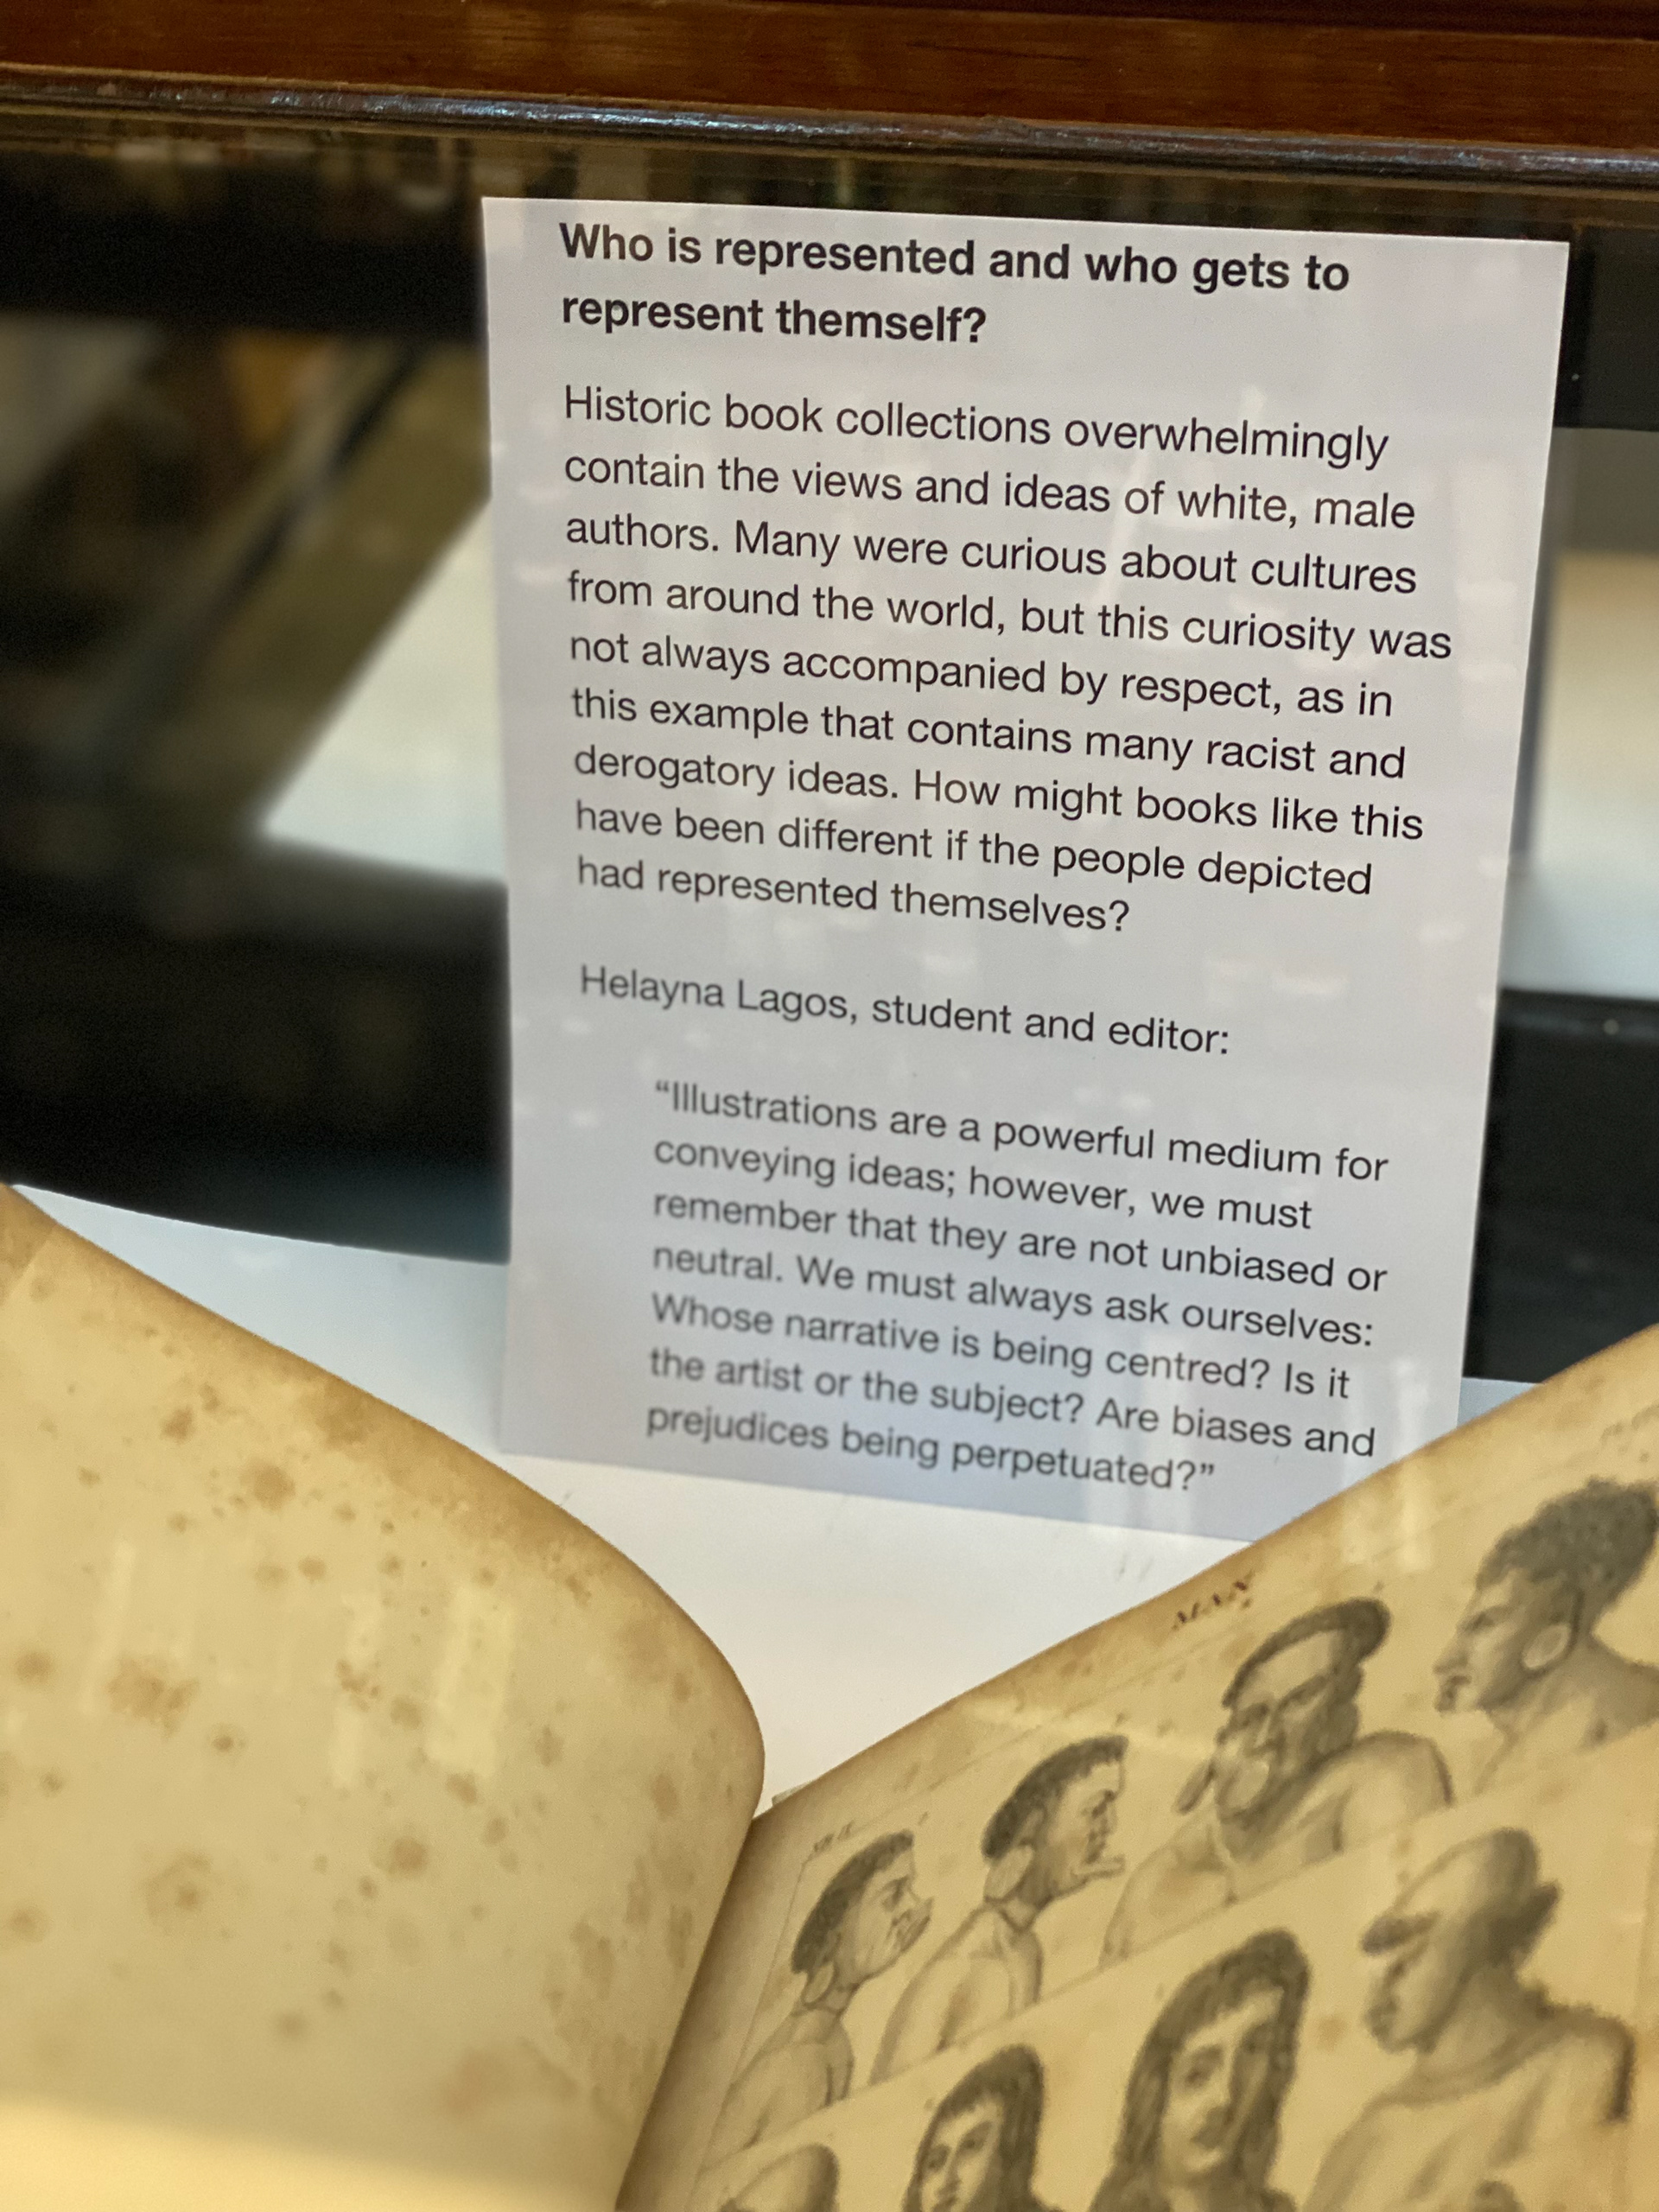 Who is represented and who gets to
represent themself?
Historic book collections overwhelmingly
contain the views and ideas of white, male
authors. Many were curious about cultures
from around the world, but this curiosity was
not always accompanied by respect, as in
this example that contains many racist and
derogatory ideas. How might books like this
have been different if the people depicted
had represented themselves?
Helayna Lagos, student and editor:
“Illustrations are a powerful medium for
conveying ideas; however, we must
remember that they are not unbiased or
neutral. We must always ask ourselves:
Whose narrative is being centred? Is it
the artist or the subject? Are biases and
prejudices being perpetuated?”
MAN